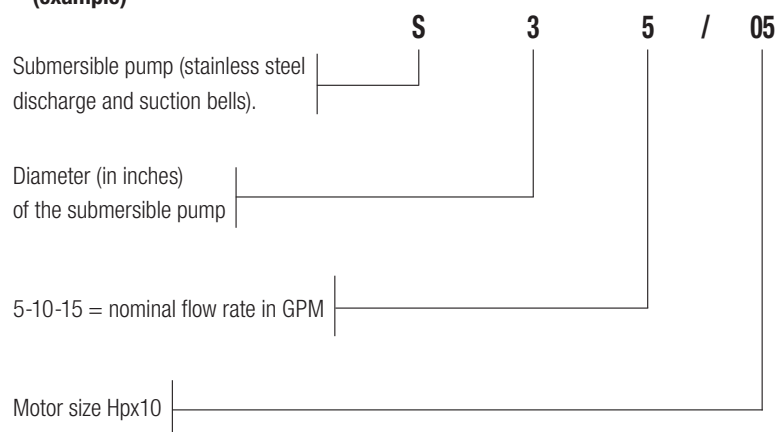 (example)
S 3 5 / 05
Submersible pump (stainless steel
discharge and suction bells).
Diameter (in inches)
of the submersible pump
5-10-15 = nominal flow rate in GPM
Motor size Hpx10